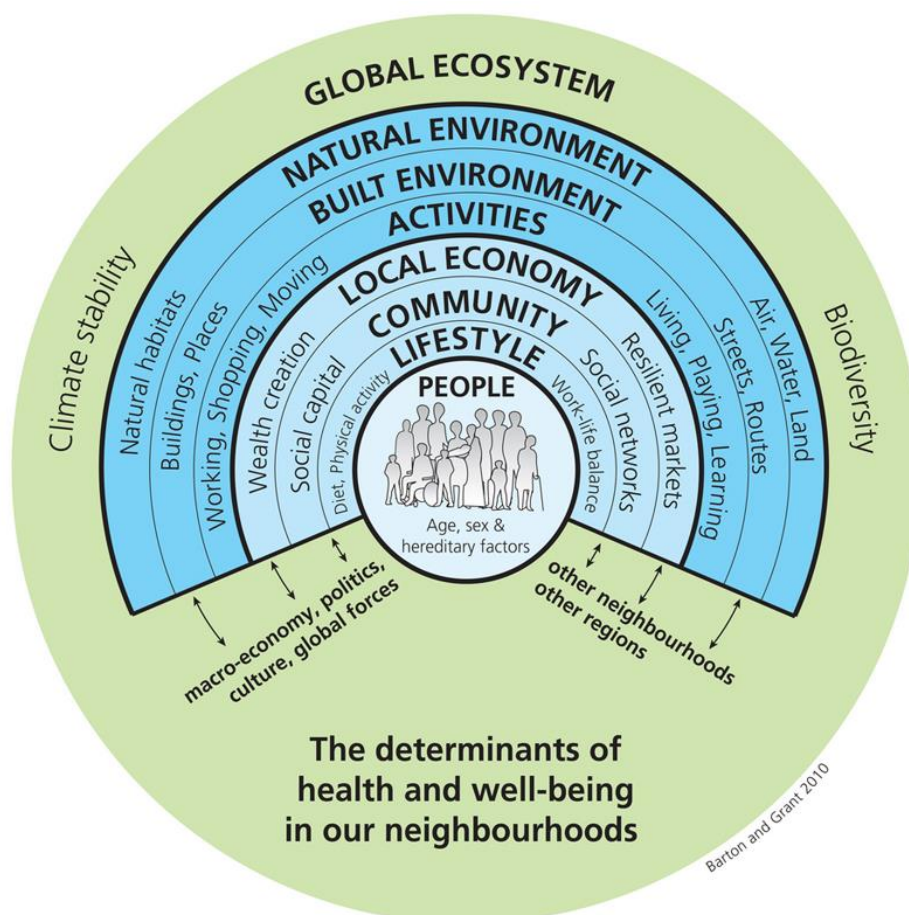 GLOBAL ECOSYSTEM
NATURAL ENVIRONMENT
BUILT ENVIRONMENT
ACTIVITIES
LOCAL ECONOMY
COMMUNITY
LIFESTYLE
PEOPLE
Age, sex &
hereditary factors
Climate stability
Natural habitats
Buildings, Places
Working, Shopping, Moving
Wealth creation
Social capital
Diet, Physical activity
Work-life balance
Social networks
Resilient markets
Living, Playing, Learning
Streets, Routes
Air, Water, Land
Biodiversity
macro-economy, politics,
culture, global forces
other neighbourhoods
other regions
The determinants of
health and well-being
in our neighbourhoods
Barton and Grant 2010